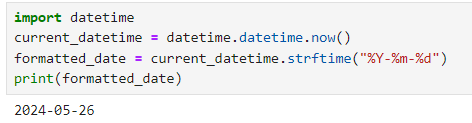 import datetime
current_datetime = datetime.datetime.now()
formatted_date = current_datetime.strftime("%Y-%m-%d")
print(formatted_date)
2024-05-26